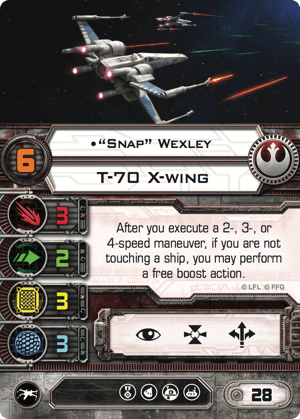 •“Snap” Wexley
6
T-70 X-wing
3
2
3
3
After you execute a 2-, 3-, or
4-speed maneuver, if you are not
touching a ship, you may perform
a free boost action.
© LFL © FFG
28